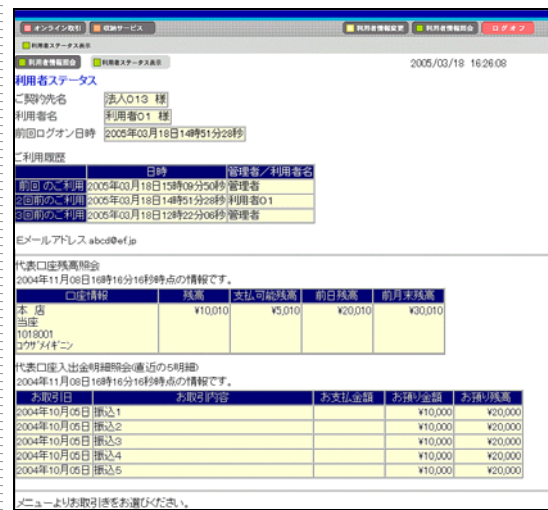 オンライン取引 収納サービス 利用者情報変更 利用者情報照会 ログオフ
利用者ステータス表示
利用者情報照会 利用者ステータス表示 2005/03/18 16:26:08
利用者ステータス
ご契約先名 法人013 様
利用者名 利用者01 様
前回ログオン日時 2005年03月18日14時51分28秒
ご利用履歴
日時 管理者/利用者名
前回 のご利用 2005年03月18日15時09分50秒 管理者
2回前のご利用 2005年03月18日14時51分28秒 利用者01
3回前のご利用 2005年03月18日12時22分06秒 管理者
Eメールアドレス abcd@ef.jp
代表口座残高照会
2004年11月08日16時16分16秒時点の情報です。
口座情報 残高 支払可能残高 前日残高 前月末残高
本 店 ¥10,010 ¥5,010 ¥20,010 ¥30,010
当座
1018001
コウザメイギニン
代表口座入出金明細照会(直近の5明細)
2004年11月08日16時16分16秒時点の情報です。
お取引日 お取引内容 お支払金額 お預り金額 お預り残高
2004年10月05日 振込1 ¥10,000 ¥20,000
2004年10月05日 振込2 ¥10,000 ¥20,000
2004年10月05日 振込3 ¥10,000 ¥20,000
2004年10月05日 振込4 ¥10,000 ¥20,000
2004年10月05日 振込5 ¥10,000 ¥20,000
メニューよりお取引きをお選びください。